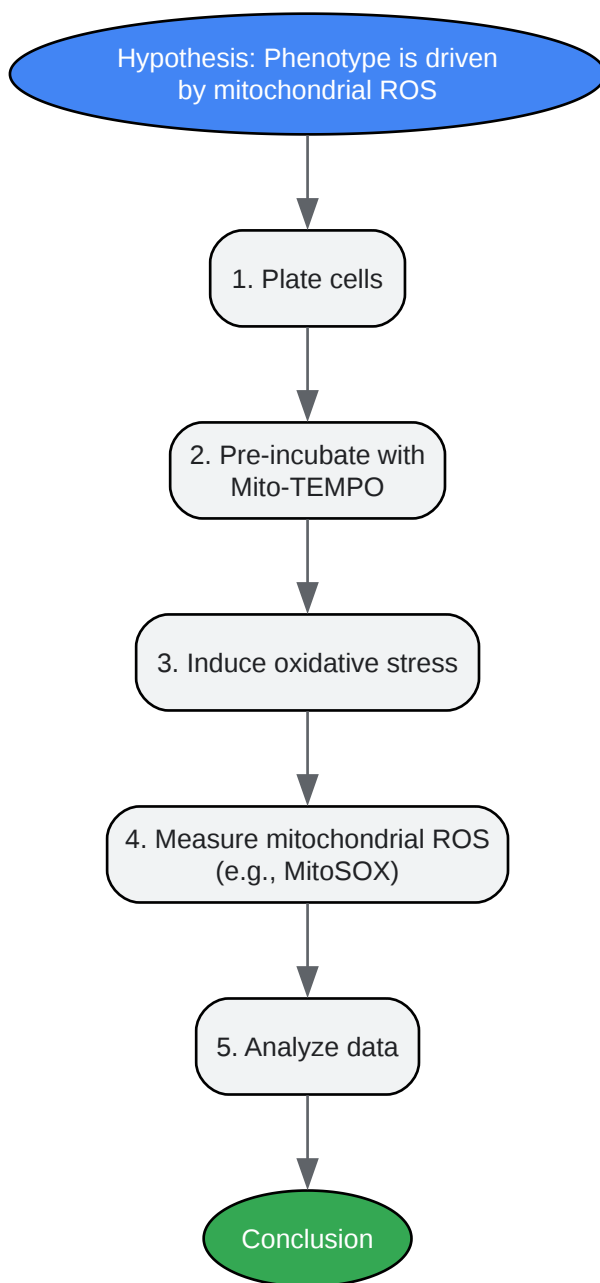 Hypothesis: Phenotype is driven
by mitochondrial ROS
1. Plate cells
2. Pre-incubate with
Mito-TEMPO
3. Induce oxidative stress
4. Measure mitochondrial ROS
(e.g., MitoSOX)
5. Analyze data
Conclusion